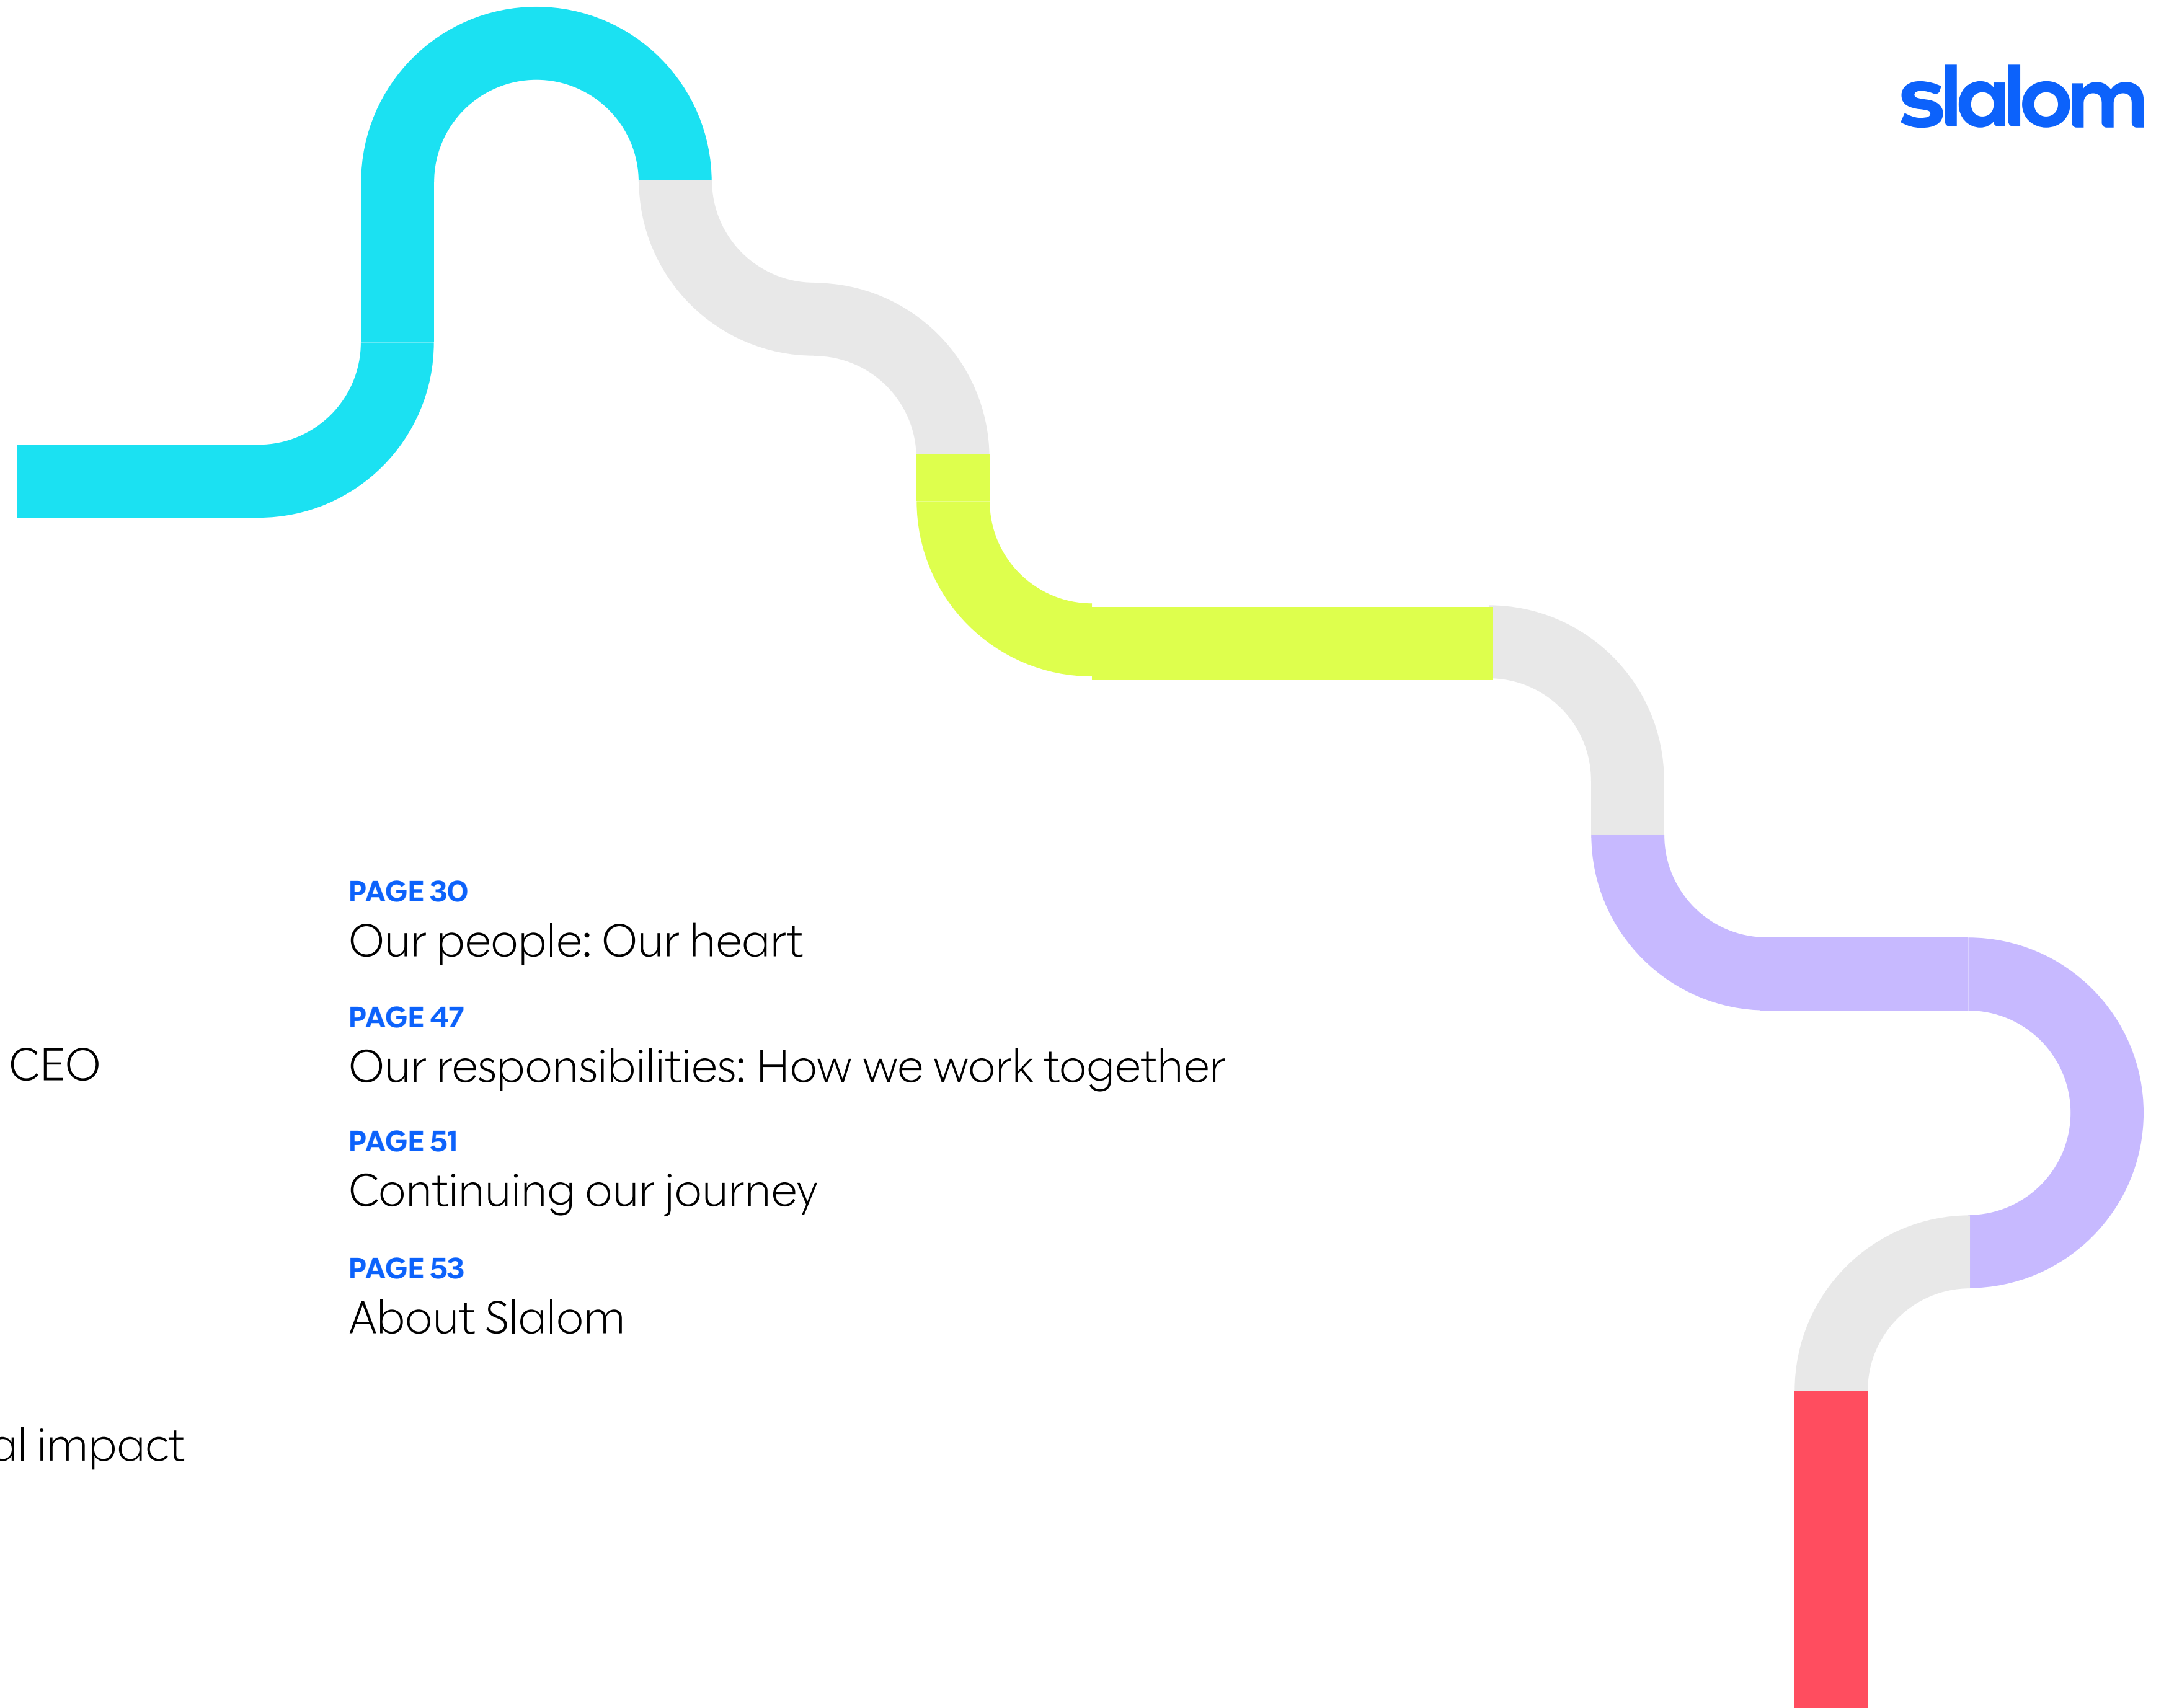 slalom
CEO
al impact
PAGE 30
Our people: Our heart
PAGE 47
Our responsibilities: How we work together
PAGE 51
Continuing our journey
PAGE 53
About Slalom